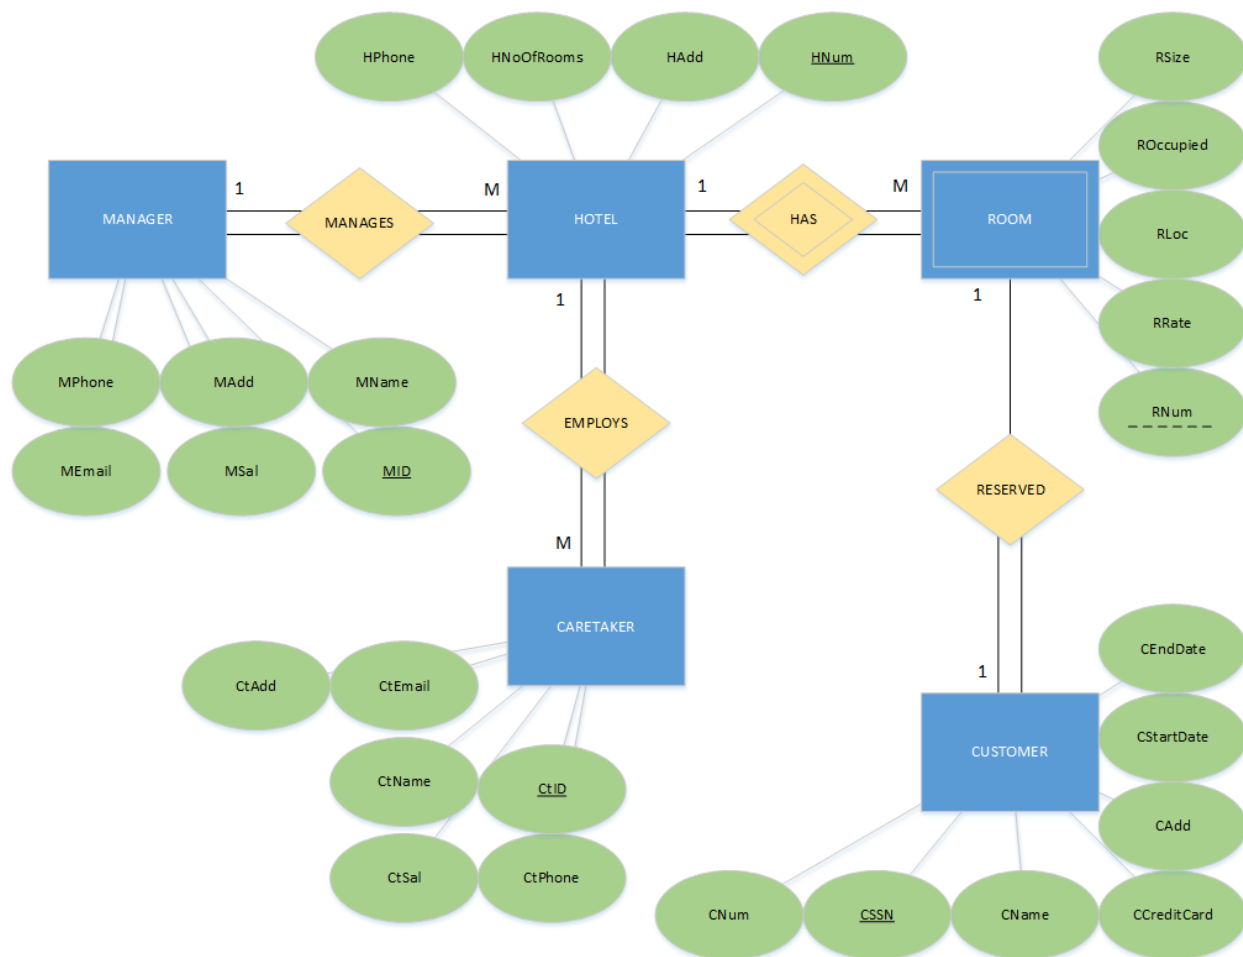 HPhone
HNoOfRooms
HAdd
HNum
RSize
ROccupied
RLoc
RRate
RNum
MANAGER
1
MANAGES
M
HOTEL
1
HAS
M
ROOM
1
1
MPhone
MAdd
MName
MEmail
MSal
MID
EMPLOYS
M
RESERVED
CARETAKER
1
CtAdd
CtEmail
CtName
CtID
CtSal
CtPhone
CUSTOMER
CEndDate
CStartDate
CAdd
CNum
CSSN
CName
CCreditCard